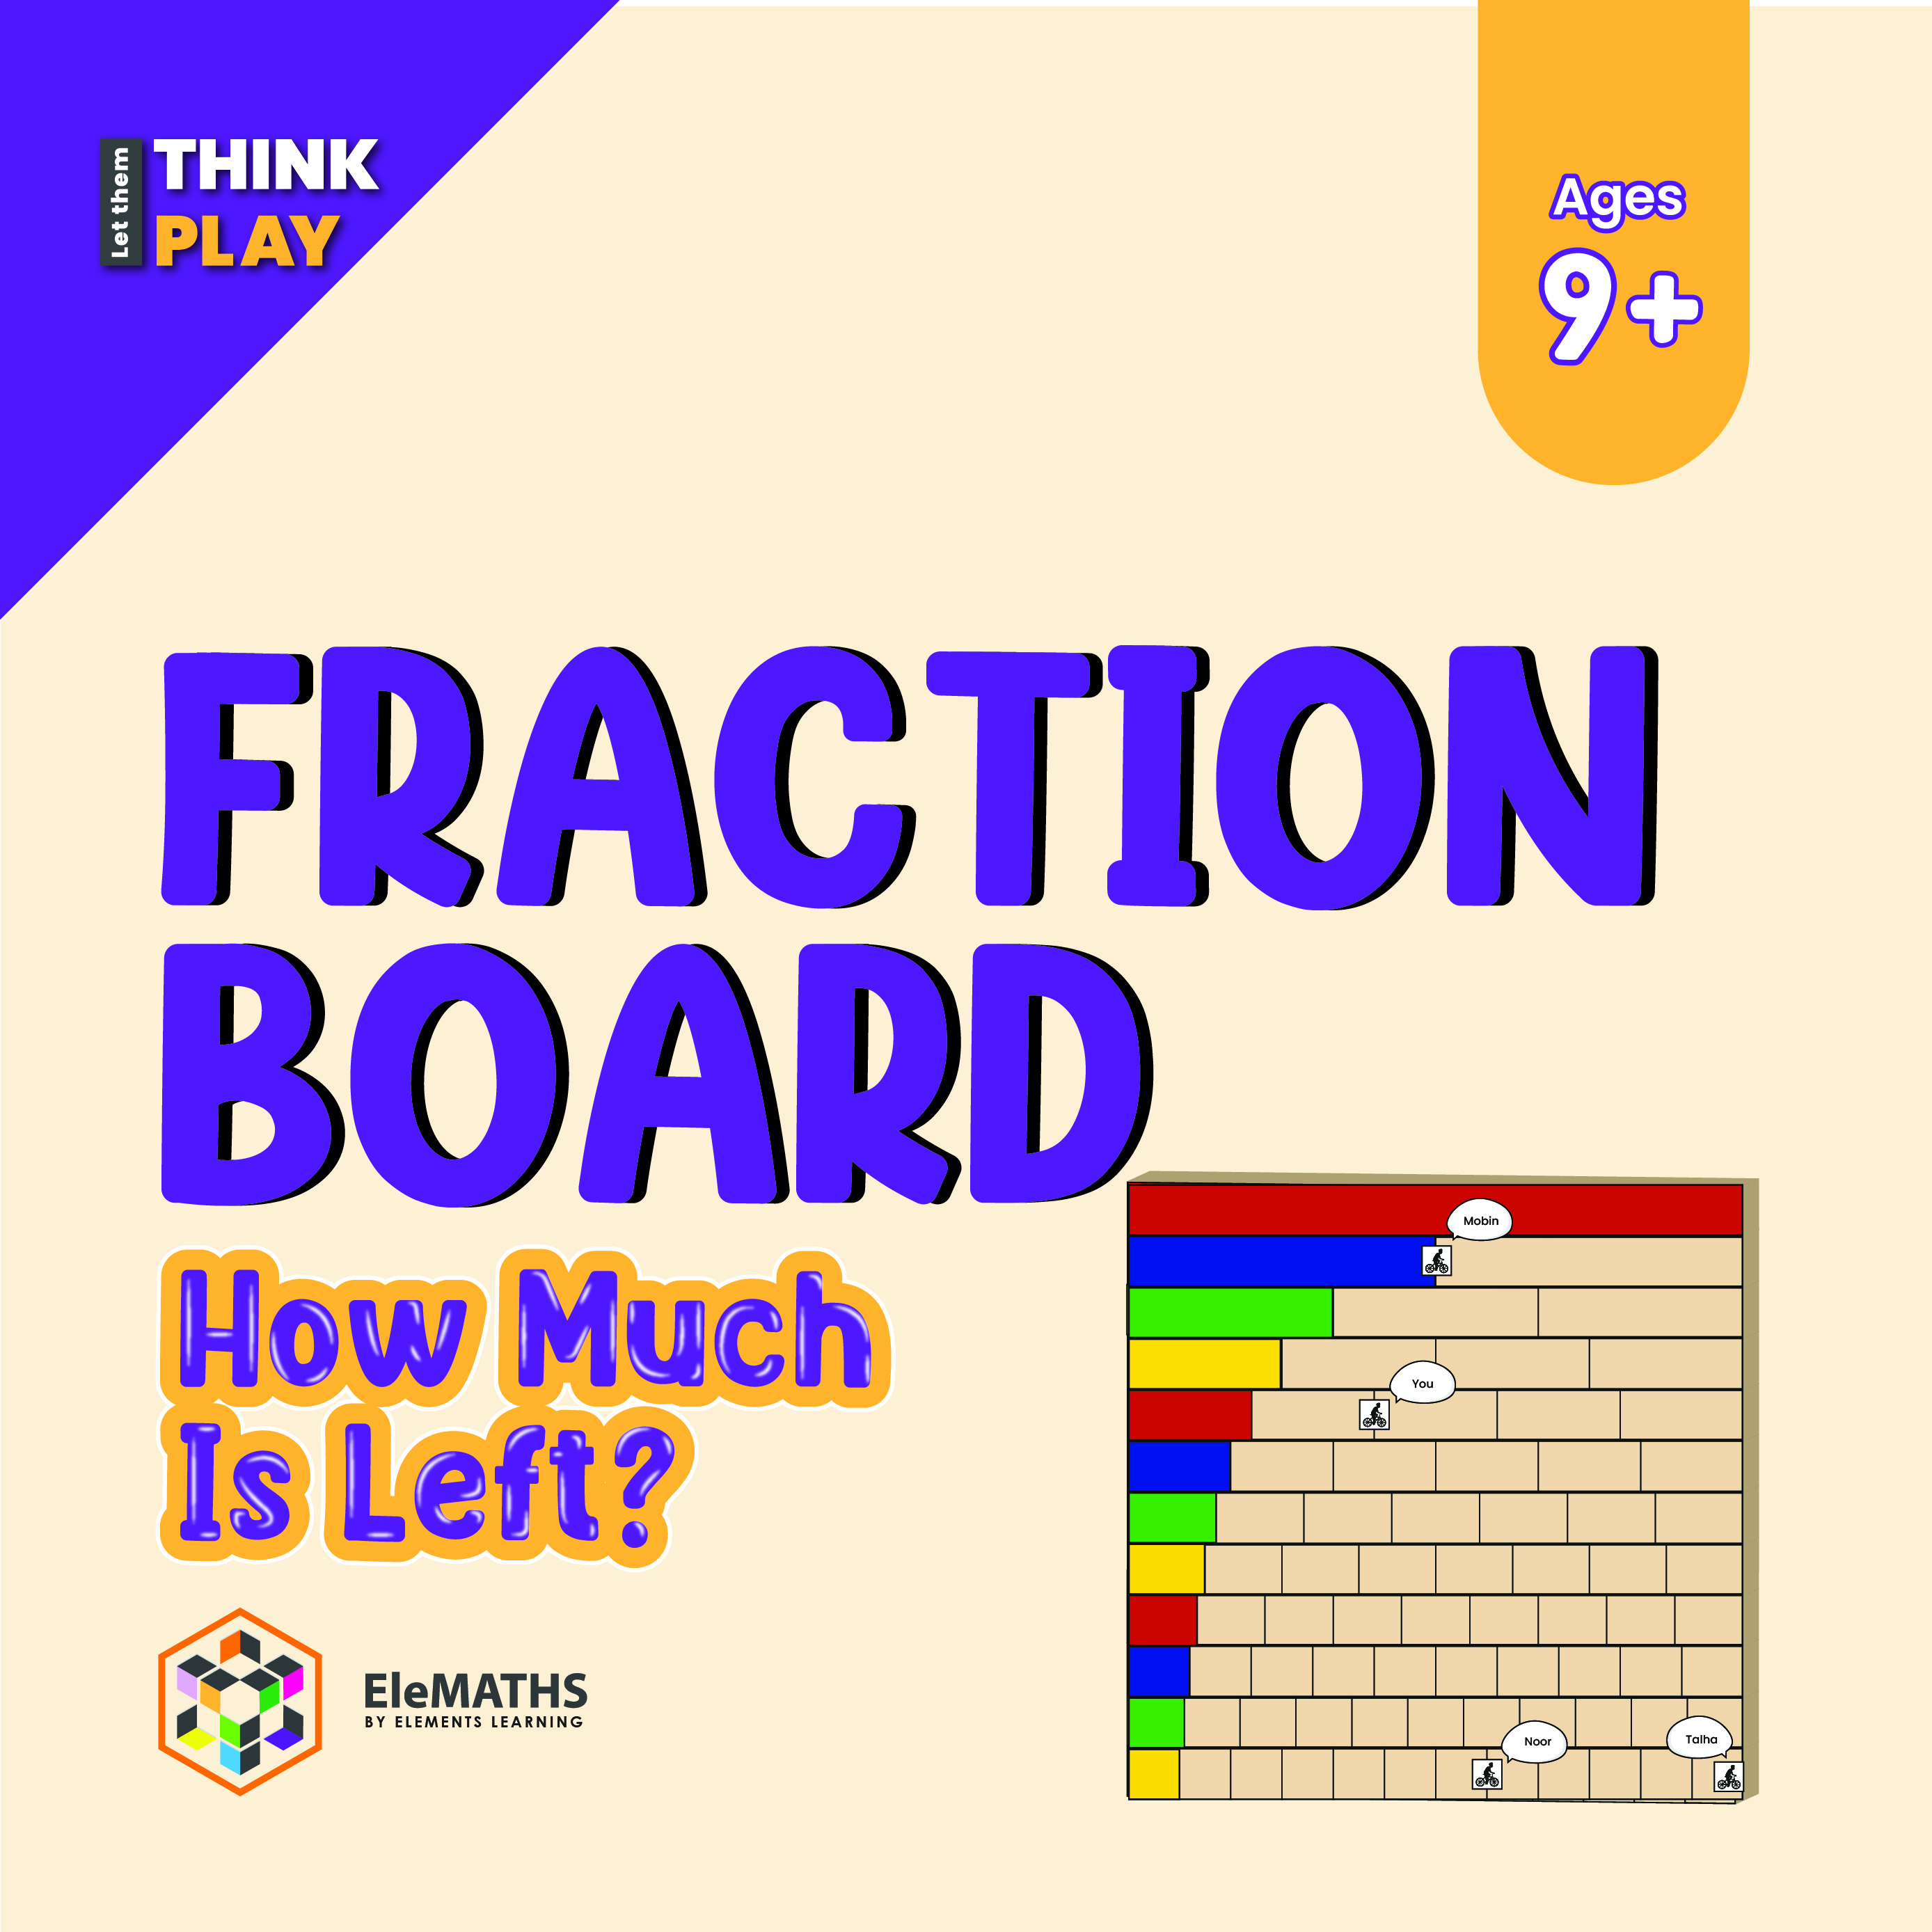 Let them
THINK
PLAY
Ages
9+
FRACTION
BOARD
How Much
Is Left?
Mobin
You
Noor
Talha
EleMATHS
BY ELEMENTS LEARNING